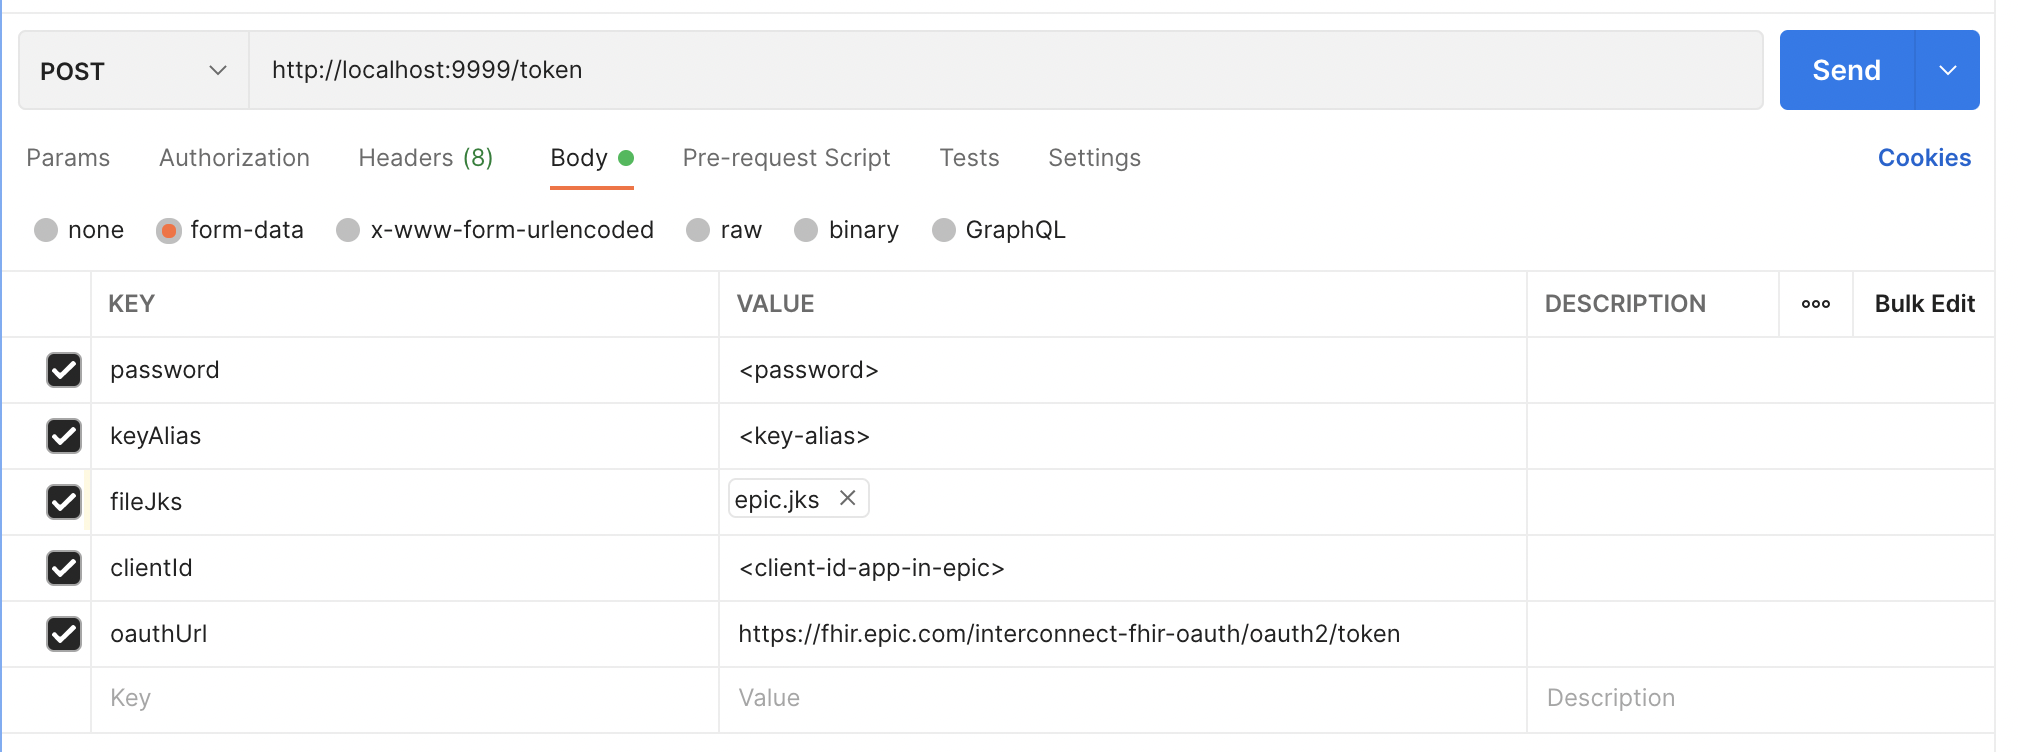 POST http://localhost:9999/token Send
Params Authorization Headers (8) Body Pre-request Script Tests Settings Cookies
none form-data x-www-form-urlencoded raw binary GraphQL
KEY VALUE DESCRIPTION Bulk Edit
password <password>
keyAlias <key-alias>
fileJks epic.jks
clientId <client-id-app-in-epic>
oauthUrl https://fhir.epic.com/interconnect-fhir-oauth/oauth2/token
Key Value Description